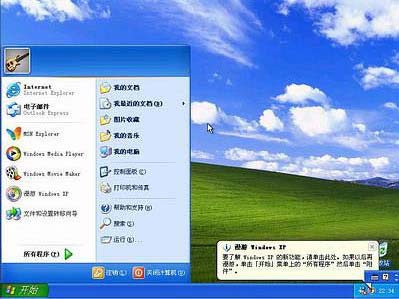 Internet
Internet Explorer
电子邮件
Outlook Express
MSN Explorer
Windows Media Player
Windows Movie Maker
漫游 Windows XP
文件和设置转移向导
所有程序(P)
我的文档
我最近的文档(D)
图片收藏
我的音乐
我的电脑
控制面板(C)
打印机和传真
帮助和支持(H)
搜索(S)
运行(R)...
注销(L)
关闭计算机(U)
漫游 Windows XP
要了解 Windows XP 的新功能，请单击此处。如果以后再
漫游，单击「开始」菜单上的“所有程序”然后单击“附
件”。
开始
22:34